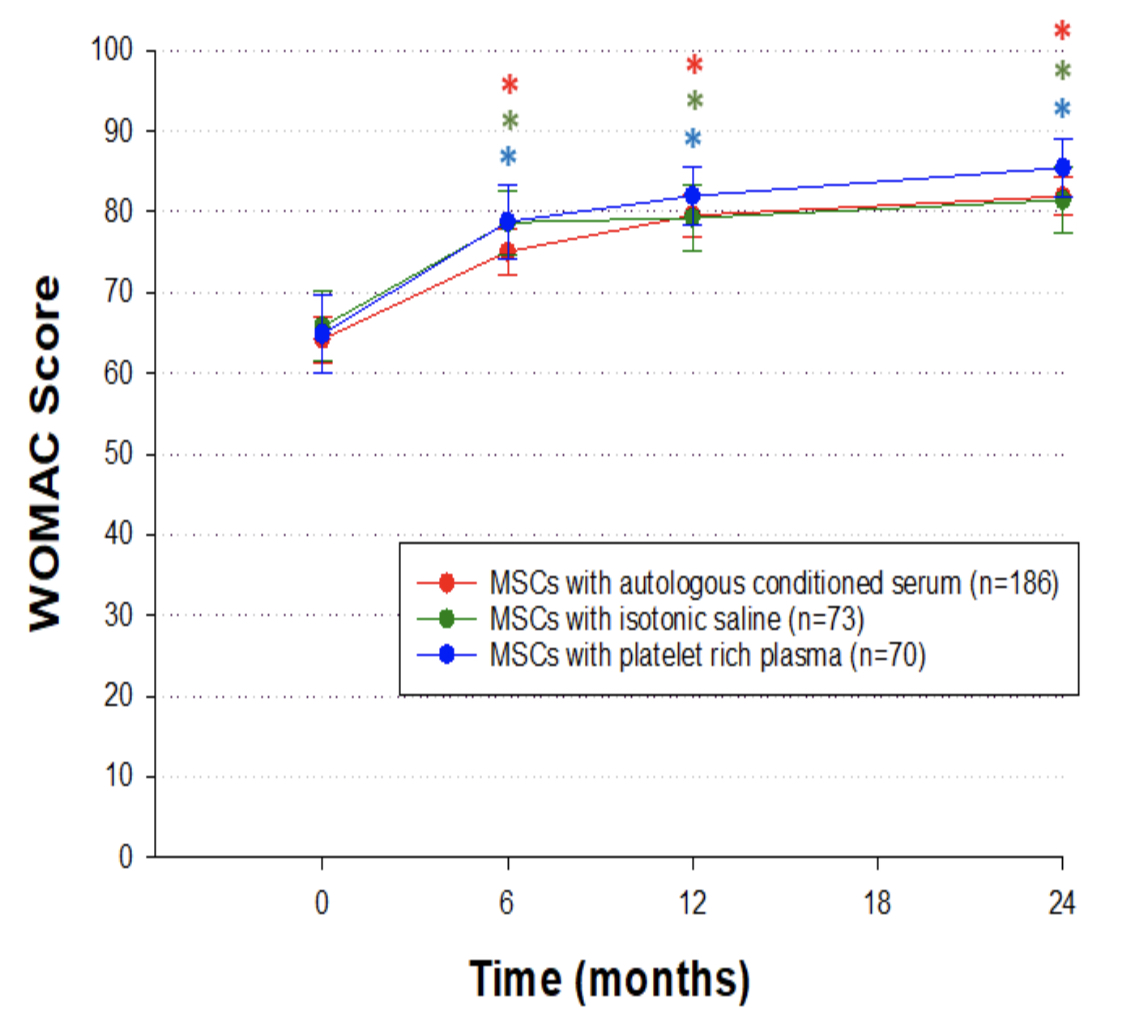 100
90
80
70
60
50
40
30
20
10
0
WOMAC Score
* * *
* * *
* * *
MSCs with autologous conditioned serum (n=186)
MSCs with isotonic saline (n=73)
MSCs with platelet rich plasma (n=70)
0 6 12 18 24
Time (months)